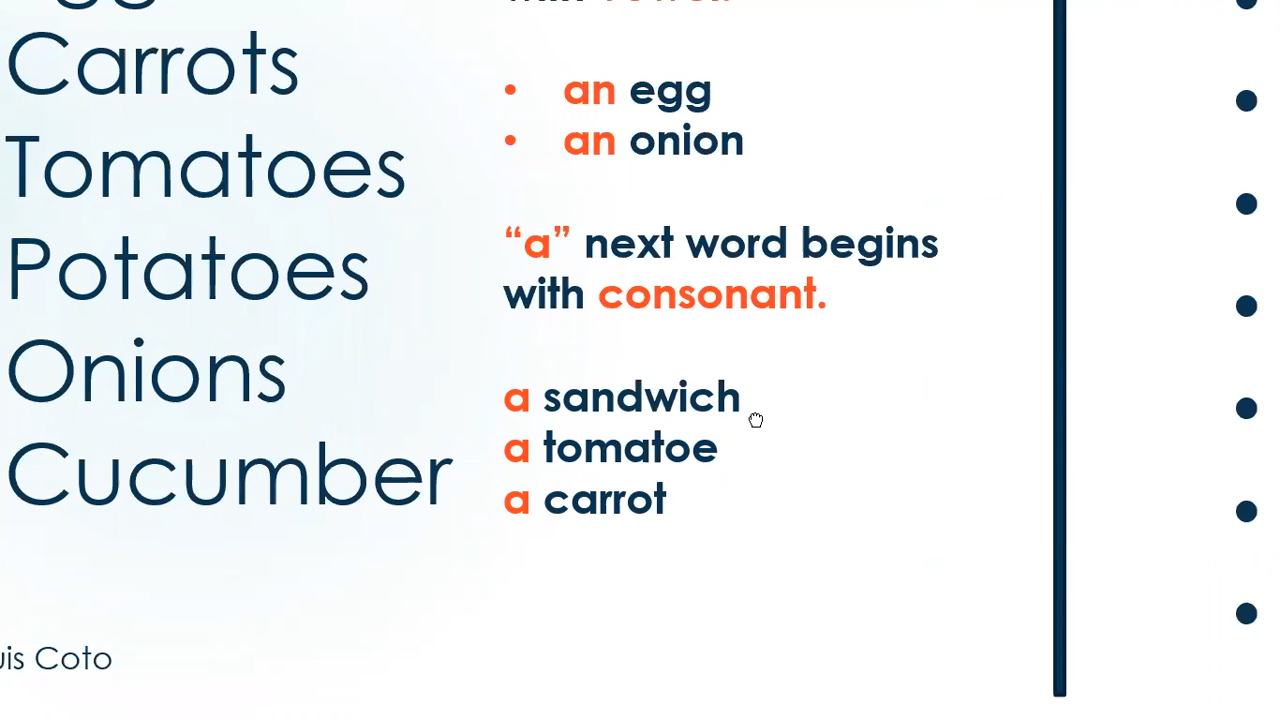 Carrots
Tomatoes
Potatoes
Onions
Cucumber
• an egg
• an onion
“a” next word begins
with consonant.
a sandwich
a tomatoe
a carrot
uis Coto